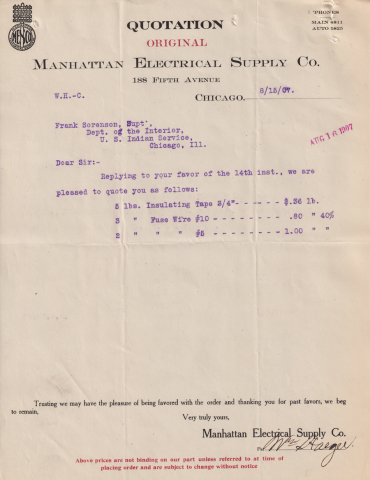 MESCO
'PHONES
QUOTATION
MAIN 4811
AUTO 2825
ORIGINAL
MANHATTAN ELECTRICAL SUPPLY CO.
188 FIFTH AVENUE
W.H.-C. CHICAGO, 8/15/07.
AUG 16 1907
Frank Sorenson, Supt.
Dept. of the Interior,
U. S. Indian Service,
Chicago, Ill.
Dear Sir:-
Replying to your favor of the 14th inst., we are
pleased to quote you as follows:
5 lbs. Insulating Tape 3/4"- - - - - - $.36 lb.
" Fuse Wire #10 - - - - - - - - .80 " 40%
" " " #5 - - - - - - - - 1.00 " "
Trusting we may have the pleasure of being favored with the order and thanking you for past favors, we beg
to remain,
Very truly yours,
Manhattan Electrical Supply Co.
Above prices are not binding on our part unless referred to at time of
placing order and are subject to change without notice